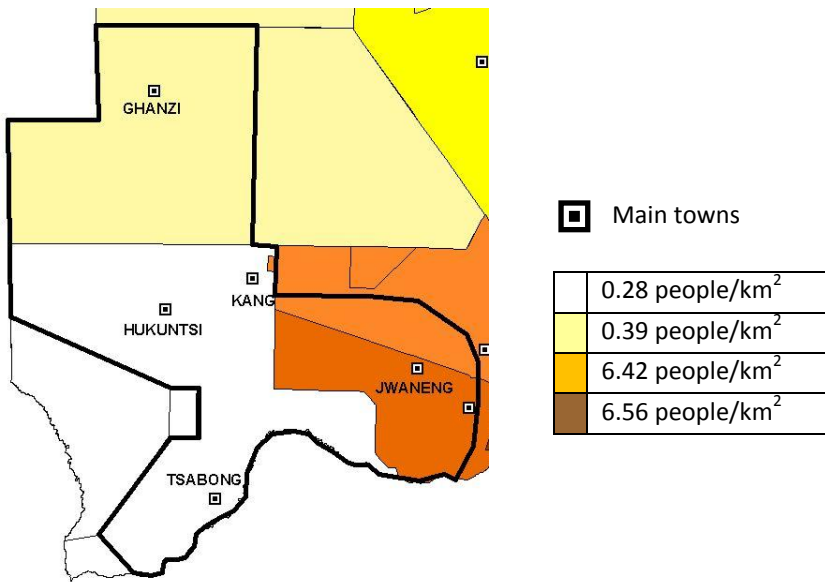 GHANZI
KANG
HUKUNTSI
JWANENG
TSABONG
Main towns
0.28 people/km²
0.39 people/km²
6.42 people/km²
6.56 people/km²